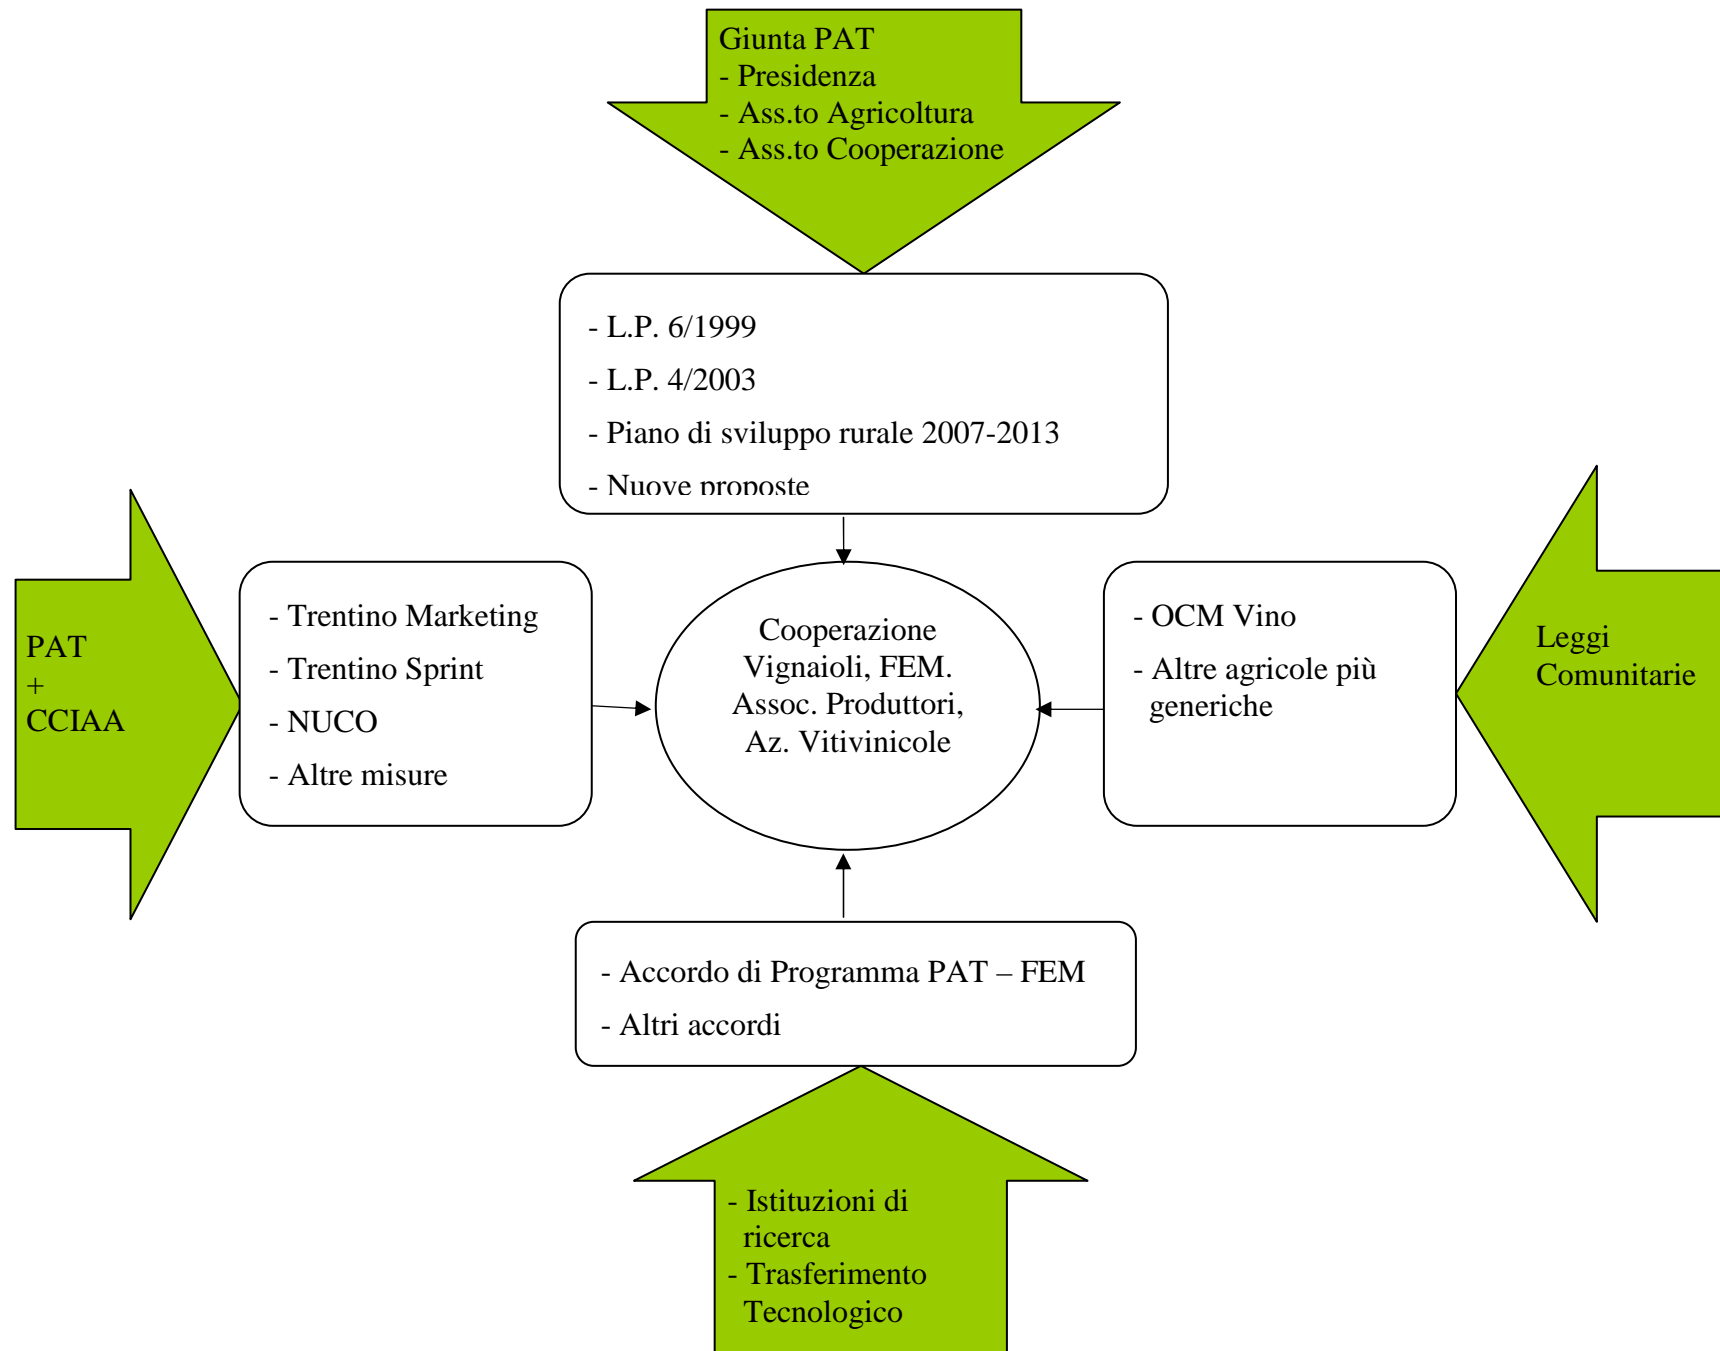 Giunta PAT
- Presidenza
- Ass.to Agricoltura
- Ass.to Cooperazione
- L.P. 6/1999
- L.P. 4/2003
- Piano di sviluppo rurale 2007-2013
- Nuove proposte
PAT
+
CCIAA
- Trentino Marketing
- Trentino Sprint
- NUCO
- Altre misure
Cooperazione
Vignaioli, FEM.
Assoc. Produttori,
Az. Vitivinicole
- OCM Vino
- Altre agricole più
generiche
Leggi
Comunitarie
- Accordo di Programma PAT – FEM
- Altri accordi
- Istituzioni di
ricerca
- Trasferimento
Tecnologico